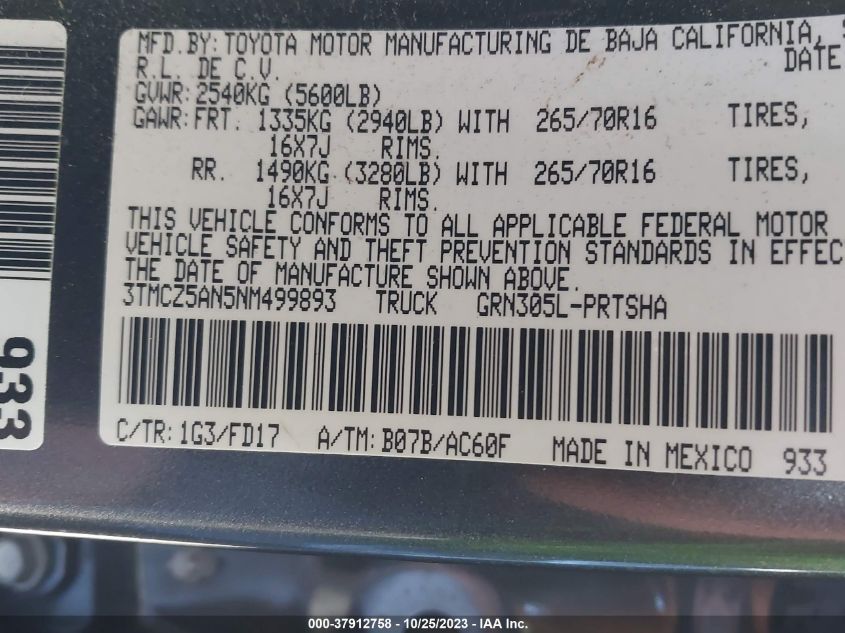 MFD.BY:TOYOTA MOTOR MANUFACTURING DE BAJA CALIFORNIA,
R.L. DE C.V. DATE
GVWR:2540KG (5600LB)
GAWR:FRT. 1335KG (2940LB) WITH 265/70R16 TIRES,
16X7J RIMS.
RR. 1490KG (3280LB) WITH 265/70R16 TIRES,
16X7J RIMS.
THIS VEHICLE CONFORMS TO ALL APPLICABLE FEDERAL MOTOR
VEHICLE SAFETY AND THEFT PREVENTION STANDARDS IN EFFEC
THE DATE OF MANUFACTURE SHOWN ABOVE.
3TMCZ5AN5NM499893 TRUCK GRN305L-PRTSHA
C/TR:1G3/FD17 A/TM:B07B/AC60F MADE IN MEXICO 933
933
000-37912758 - 10/25/2023 - IAA Inc.